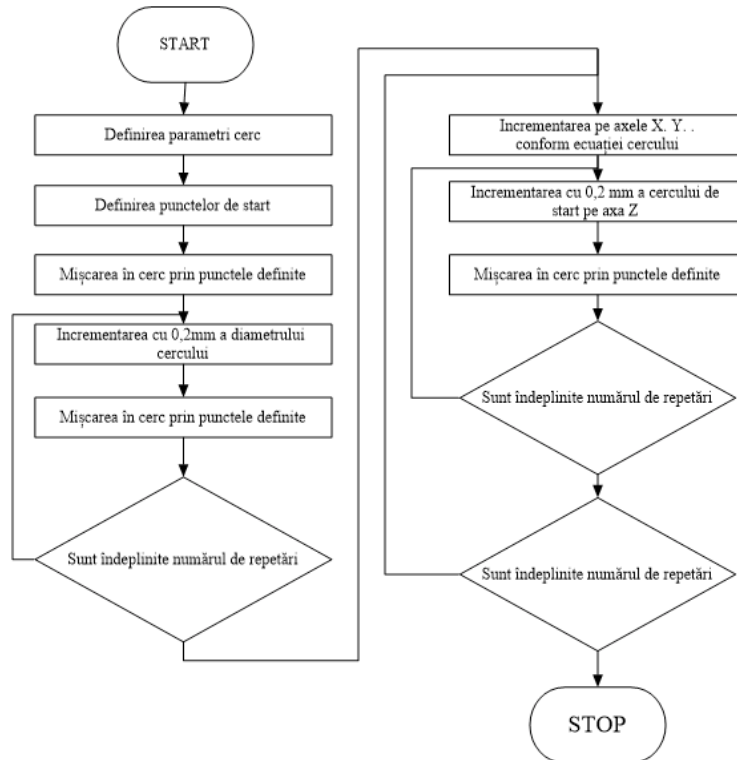 START
Definirea parametri cerc
Definirea punctelor de start
Mișcarea în cerc prin punctele definite
Incrementarea cu 0,2mm a diametrului
cercului
Mișcarea în cerc prin punctele definite
Sunt îndeplinite numărul de repetări
Incrementarea pe axele X. Y. .
conform ecuației cercului
Incrementarea cu 0,2 mm a cercului de
start pe axa Z
Mișcarea în cerc prin punctele definite
Sunt îndeplinite numărul de repetări
Sunt îndeplinite numărul de repetări
STOP